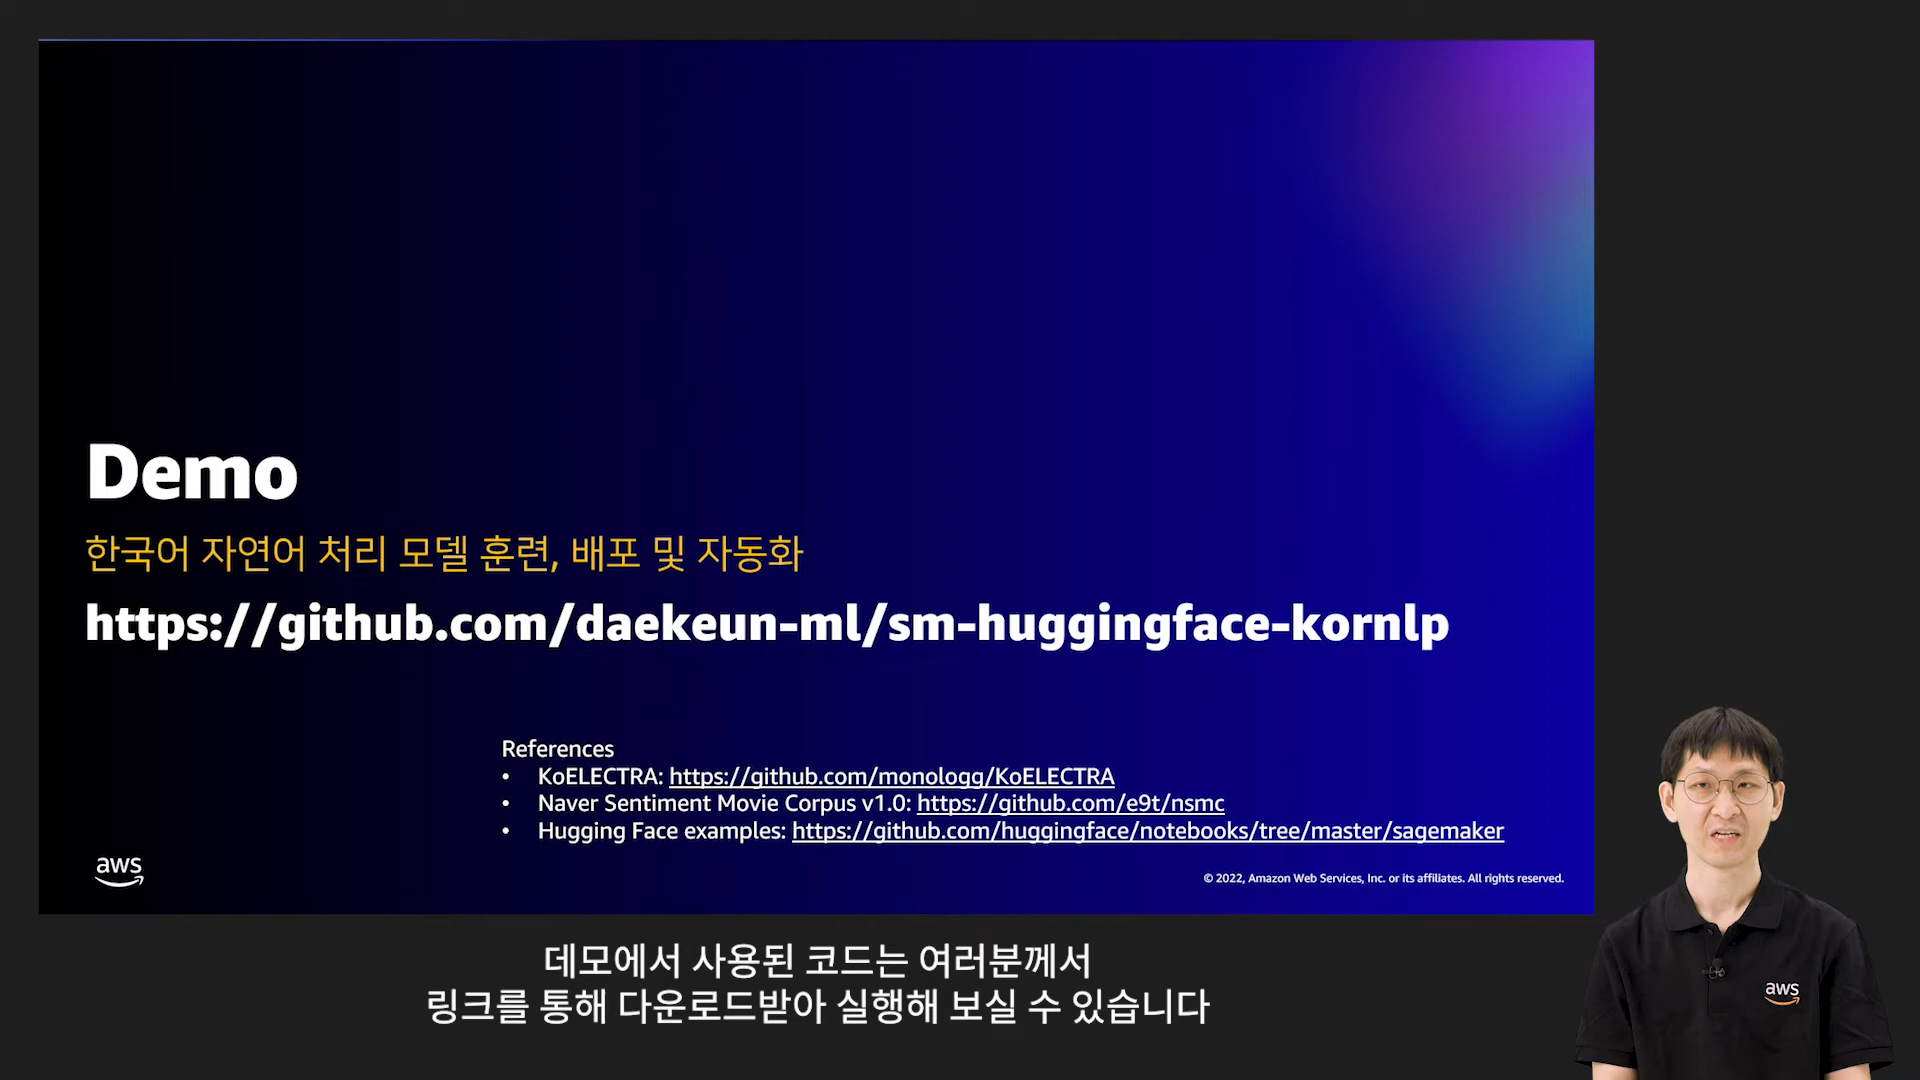 Demo
한국어 자연어 처리 모델 훈련, 배포 및 자동화
https://github.com/daekeun-ml/sm-huggingface-kornlp
References
• KoELECTRA: https://github.com/monologg/KoELECTRA
• Naver Sentiment Movie Corpus v1.0: https://github.com/e9t/nsmc
• Hugging Face examples: https://github.com/huggingface/notebooks/tree/master/sagemaker
aws
© 2022, Amazon Web Services, Inc. or its affiliates. All rights reserved.
aws
데모에서 사용된 코드는 여러분께서
링크를 통해 다운로드받아 실행해 보실 수 있습니다